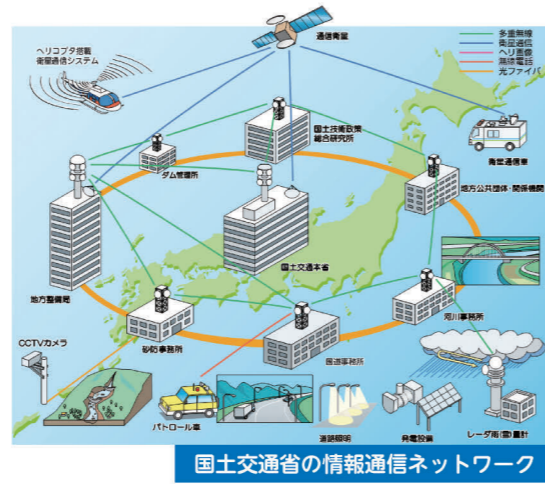 通信衛星
多重無線
衛星通信
ヘリ画像
無線電話
光ファイバ
ヘリコプタ搭載
衛星通信システム
国土技術政策
総合研究所
衛星通信車
ダム管理所
地方公共団体・関係機関
国土交通本省
地方整備局
砂防事務所
河川事務所
国道事務所
CCTVカメラ
パトロール車
道路照明
発電設備
レーダ雨(雪)量計
国土交通省の情報通信ネットワーク